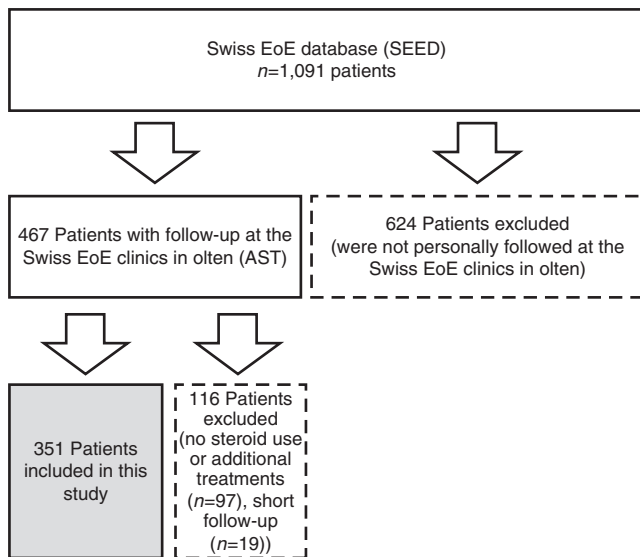 Swiss EoE database (SEED)
n=1,091 patients
467 Patients with follow-up at the
Swiss EoE clinics in olten (AST)
624 Patients excluded
(were not personally followed at the
Swiss EoE clinics in olten)
351 Patients
included in this
study
116 Patients
excluded
(no steroid use
or additional
treatments
(n=97), short
follow-up
(n=19))